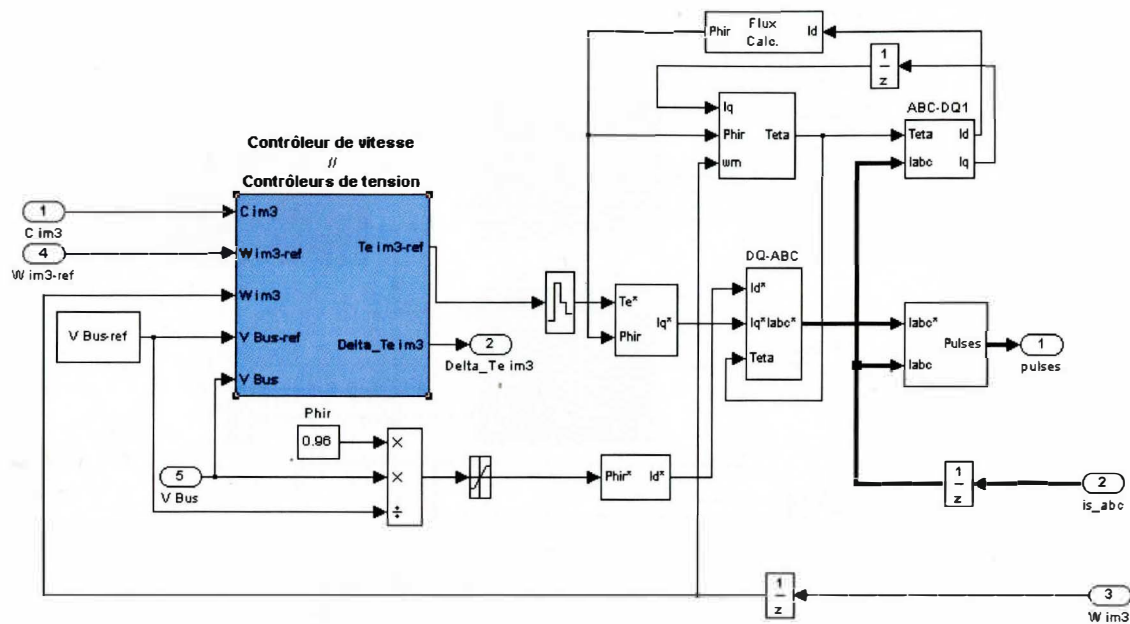 Phir Flux Calc. Id
1
z
ABC-DQ1
Iq
Phir Teta
wm
Teta Id
Iabc Iq
Contrôleur de vitesse
//
Contrôleurs de tension
1
C im3
4
W im3-ref
C im3
W im3-ref
W im3
V Bus-ref
V Bus
Te im3-ref
Delta_Te im3
V Bus-ref
2
Delta_Te im3
Te*
Phir
Iq*
DQ-ABC
Id*
Iq* Iabc*
Teta
Iabc*
Iabc
Pulses
1
pulses
Phir
0.96
×
×
÷
5
V Bus
Phir* Id*
1
z
2
is_abc
1
z
3
W im3